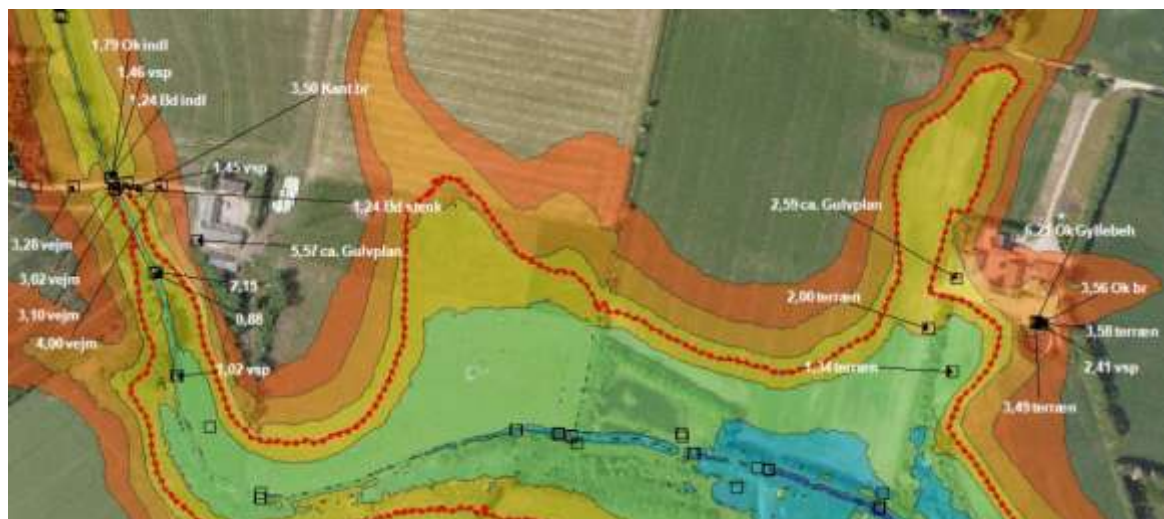 1,79 Ok indl
1,46 vsp
1,24 Bd indl
3,50 Kant br
1,45 vsp
1,24 Bd stenk
3,28 vejm
5,57 ca. Gulvplan
3,02 vejm
2,15
3,10 vejm
0,88
4,00 vejm
1,02 vsp
2,59 ca. Gulvplan
6,21 Ok Gyllebeh
3,56 Ok br
2,00 terræn
3,58 terræn
1,34 terræn
2,41 vsp
3,49 terræn